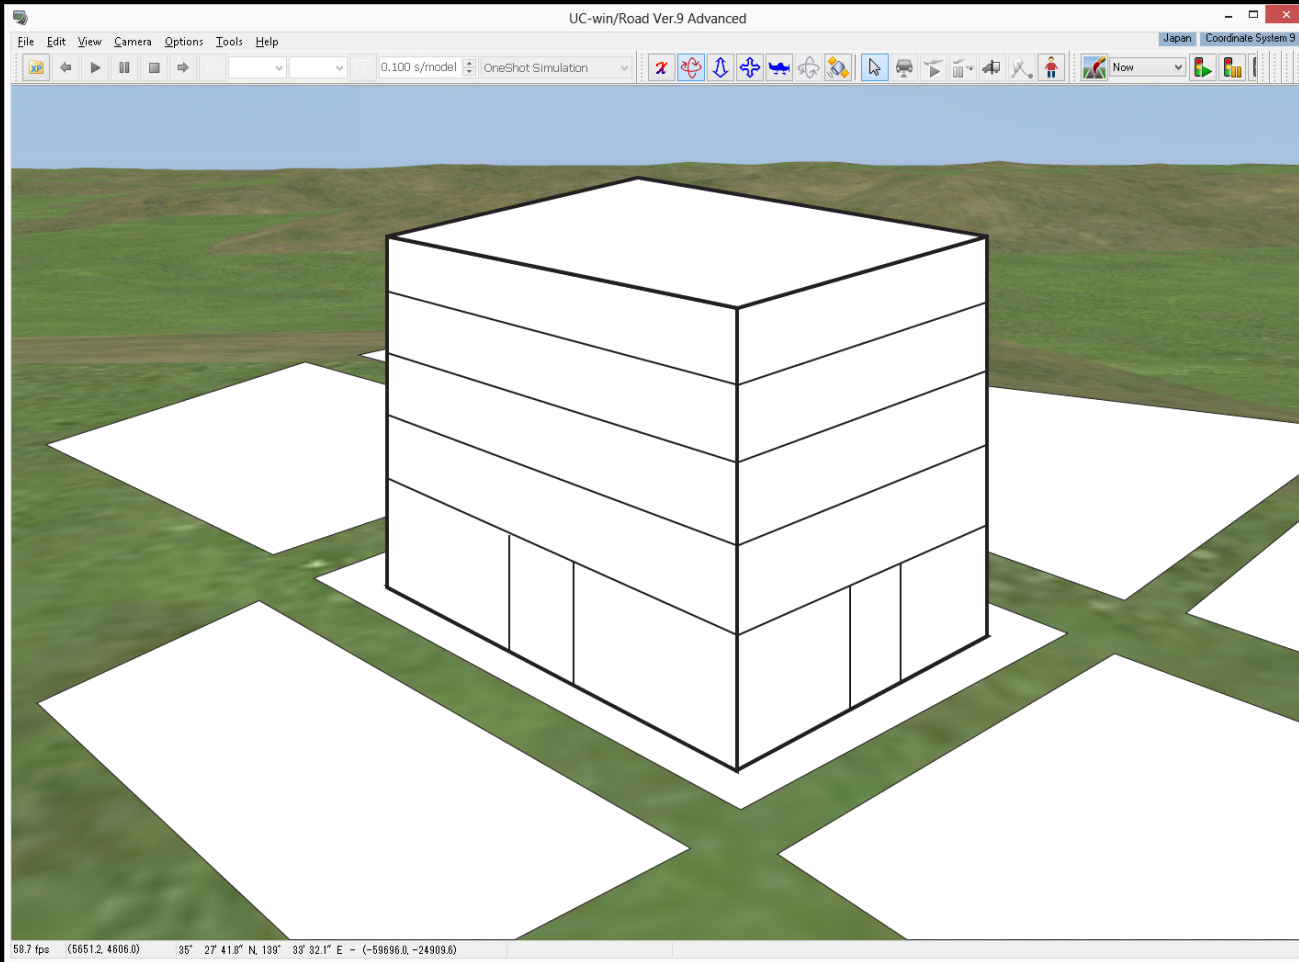 UC-win/Road Ver.9 Advanced
File Edit View Camera Options Tools Help
Japan Coordinate System 9
XP 0.100 s/model OneShot Simulation x Now
58.7 fps (5651.2, 4606.0) 35° 27' 41.8" N, 139° 33' 32.1" E - (-59696.0, -24909.6)